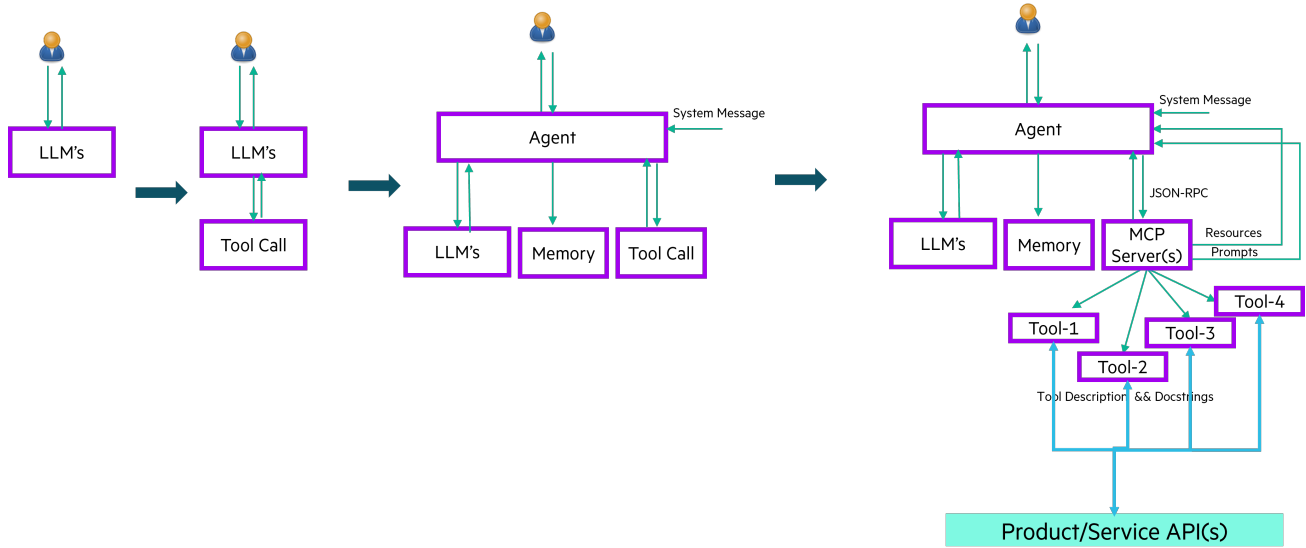 LLM's
LLM's
Tool Call
System Message
Agent
LLM's
Memory
Tool Call
System Message
Agent
JSON-RPC
LLM's
Memory
MCP
Server(s)
Resources
Prompts
Tool-1
Tool-2
Tool-3
Tool-4
Tool Description && Docstrings
Product/Service API(s)